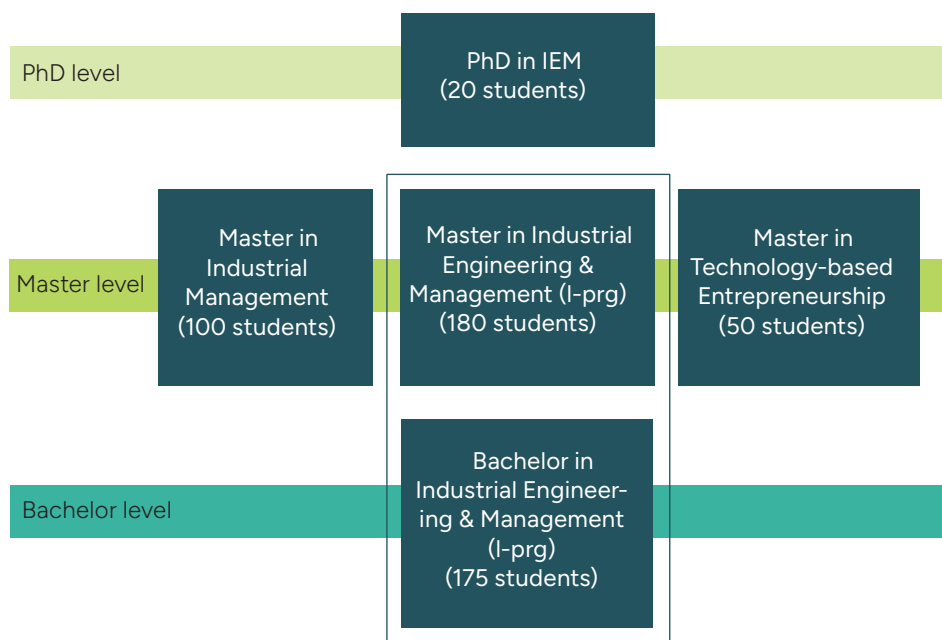 PhD level
PhD in IEM
(20 students)
Master level
Master in
Industrial
Management
(100 students)
Master in Industrial
Engineering &
Management (I-prg)
(180 students)
Master in
Technology-based
Entrepreneurship
(50 students)
Bachelor level
Bachelor in
Industrial Engineer-
ing & Management
(I-prg)
(175 students)